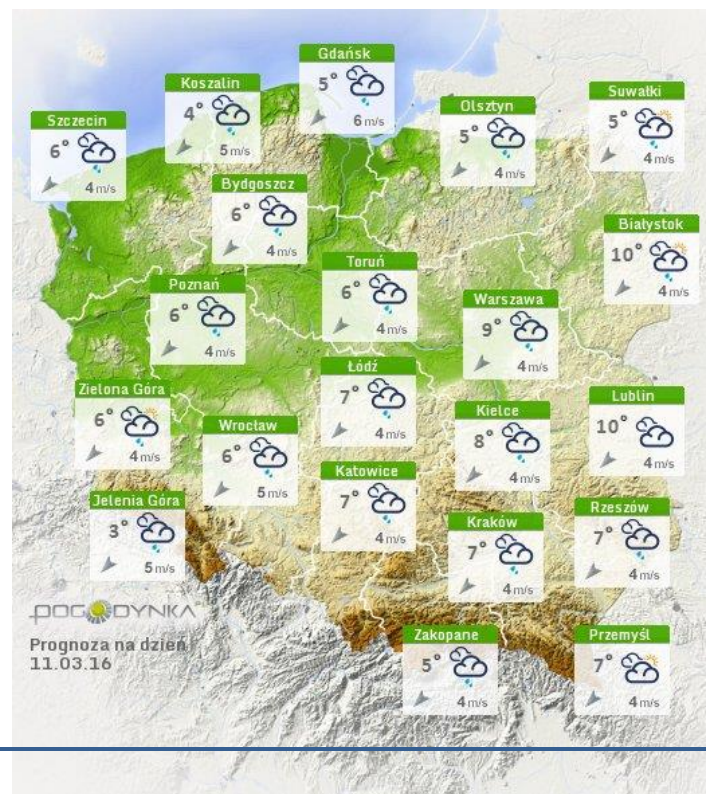 Gdańsk
5°
6 m/s
Koszalin
4°
5 m/s
Suwałki
5°
4 m/s
Olsztyn
5°
4 m/s
Szczecin
6°
4 m/s
Bydgoszcz
6°
4 m/s
Białystok
10°
4 m/s
Toruń
6°
4 m/s
Poznań
6°
4 m/s
Warszawa
9°
4 m/s
Łódź
7°
4 m/s
Zielona Góra
6°
4 m/s
Lublin
10°
4 m/s
Kielce
8°
4 m/s
Wrocław
6°
5 m/s
Katowice
7°
4 m/s
Jelenia Góra
3°
5 m/s
Rzeszów
7°
4 m/s
Kraków
7°
4 m/s
POGODYNKA
Prognoza na dzień
11.03.16
Zakopane
5°
4 m/s
Przemyśl
7°
4 m/s